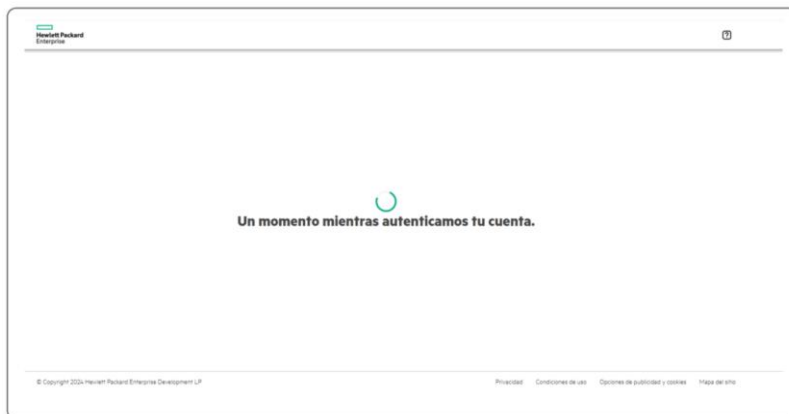 Hewlett Packard
Enterprise
?
Un momento mientras autenticamos tu cuenta.
© Copyright 2024 Hewlett Packard Enterprise Development LP
Privacidad Condiciones de uso Opciones de publicidad y cookies Mapa del sitio